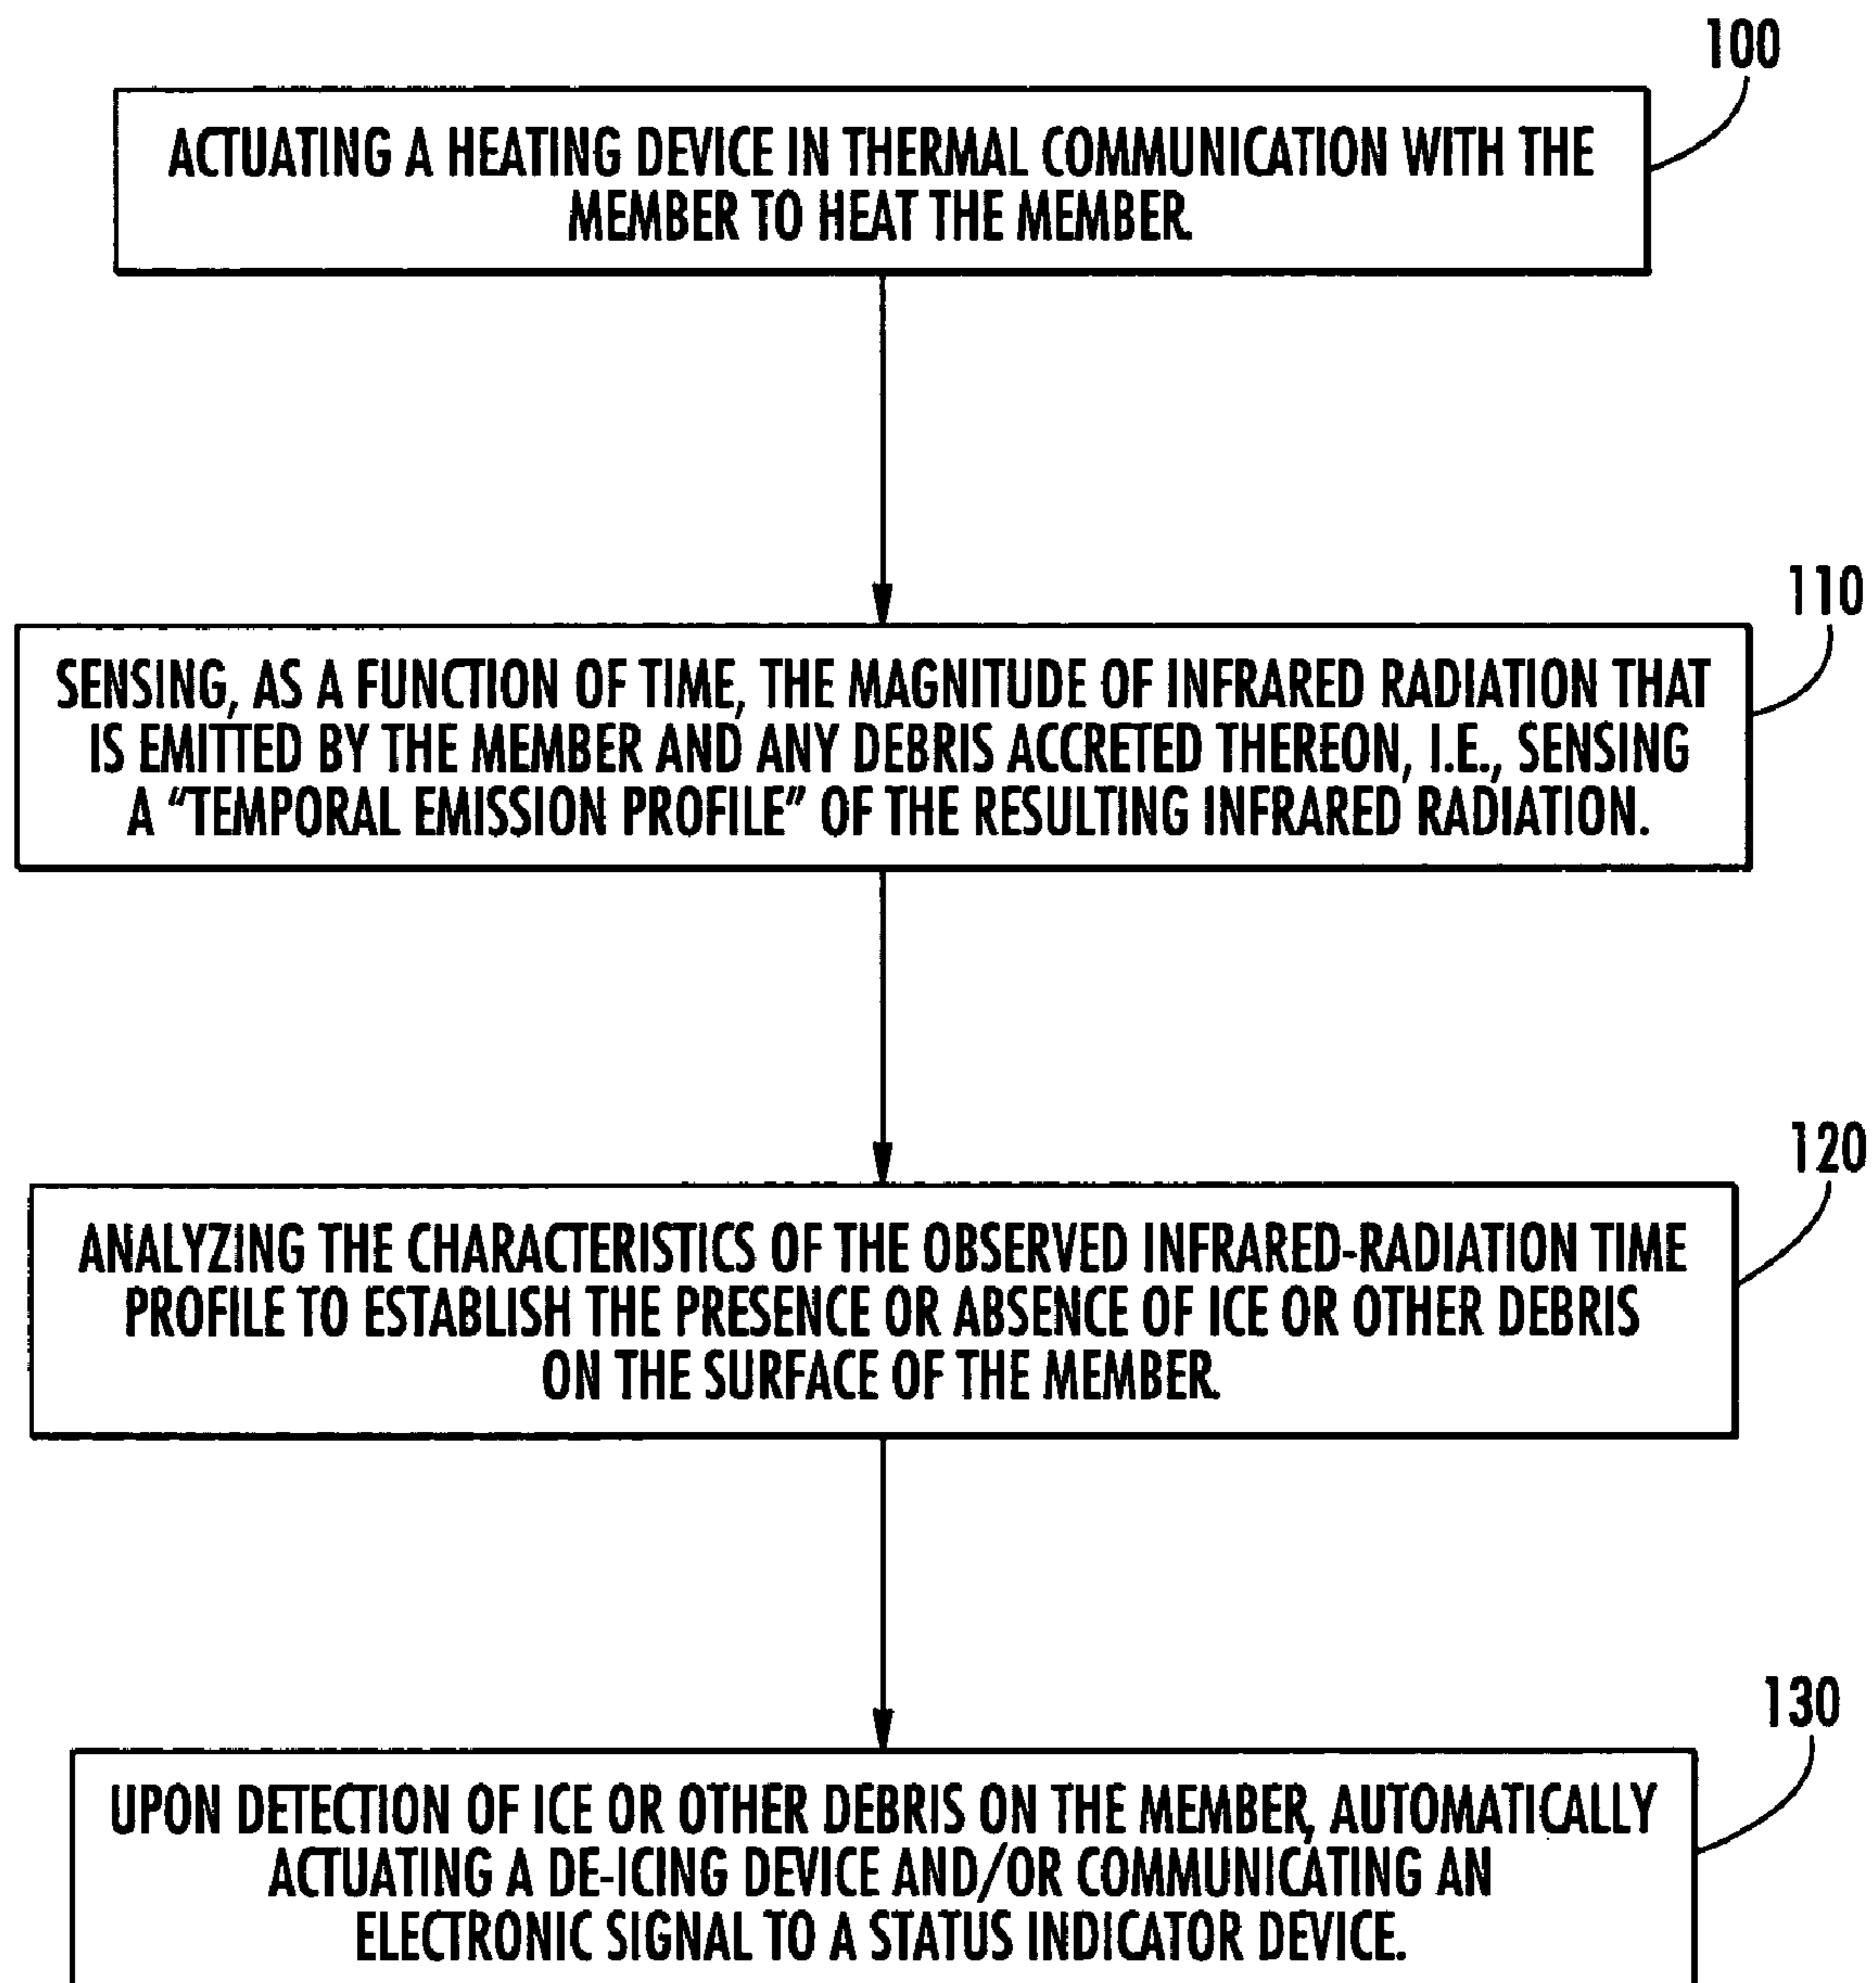 100
ACTUATING A HEATING DEVICE IN THERMAL COMMUNICATION WITH THE
MEMBER TO HEAT THE MEMBER.
110
SENSING, AS A FUNCTION OF TIME, THE MAGNITUDE OF INFRARED RADIATION THAT
IS EMITTED BY THE MEMBER AND ANY DEBRIS ACCRETED THEREON, I.E., SENSING
A "TEMPORAL EMISSION PROFILE" OF THE RESULTING INFRARED RADIATION.
120
ANALYZING THE CHARACTERISTICS OF THE OBSERVED INFRARED-RADIATION TIME
PROFILE TO ESTABLISH THE PRESENCE OR ABSENCE OF ICE OR OTHER DEBRIS
ON THE SURFACE OF THE MEMBER.
130
UPON DETECTION OF ICE OR OTHER DEBRIS ON THE MEMBER, AUTOMATICALLY
ACTUATING A DE-ICING DEVICE AND/OR COMMUNICATING AN
ELECTRONIC SIGNAL TO A STATUS INDICATOR DEVICE.